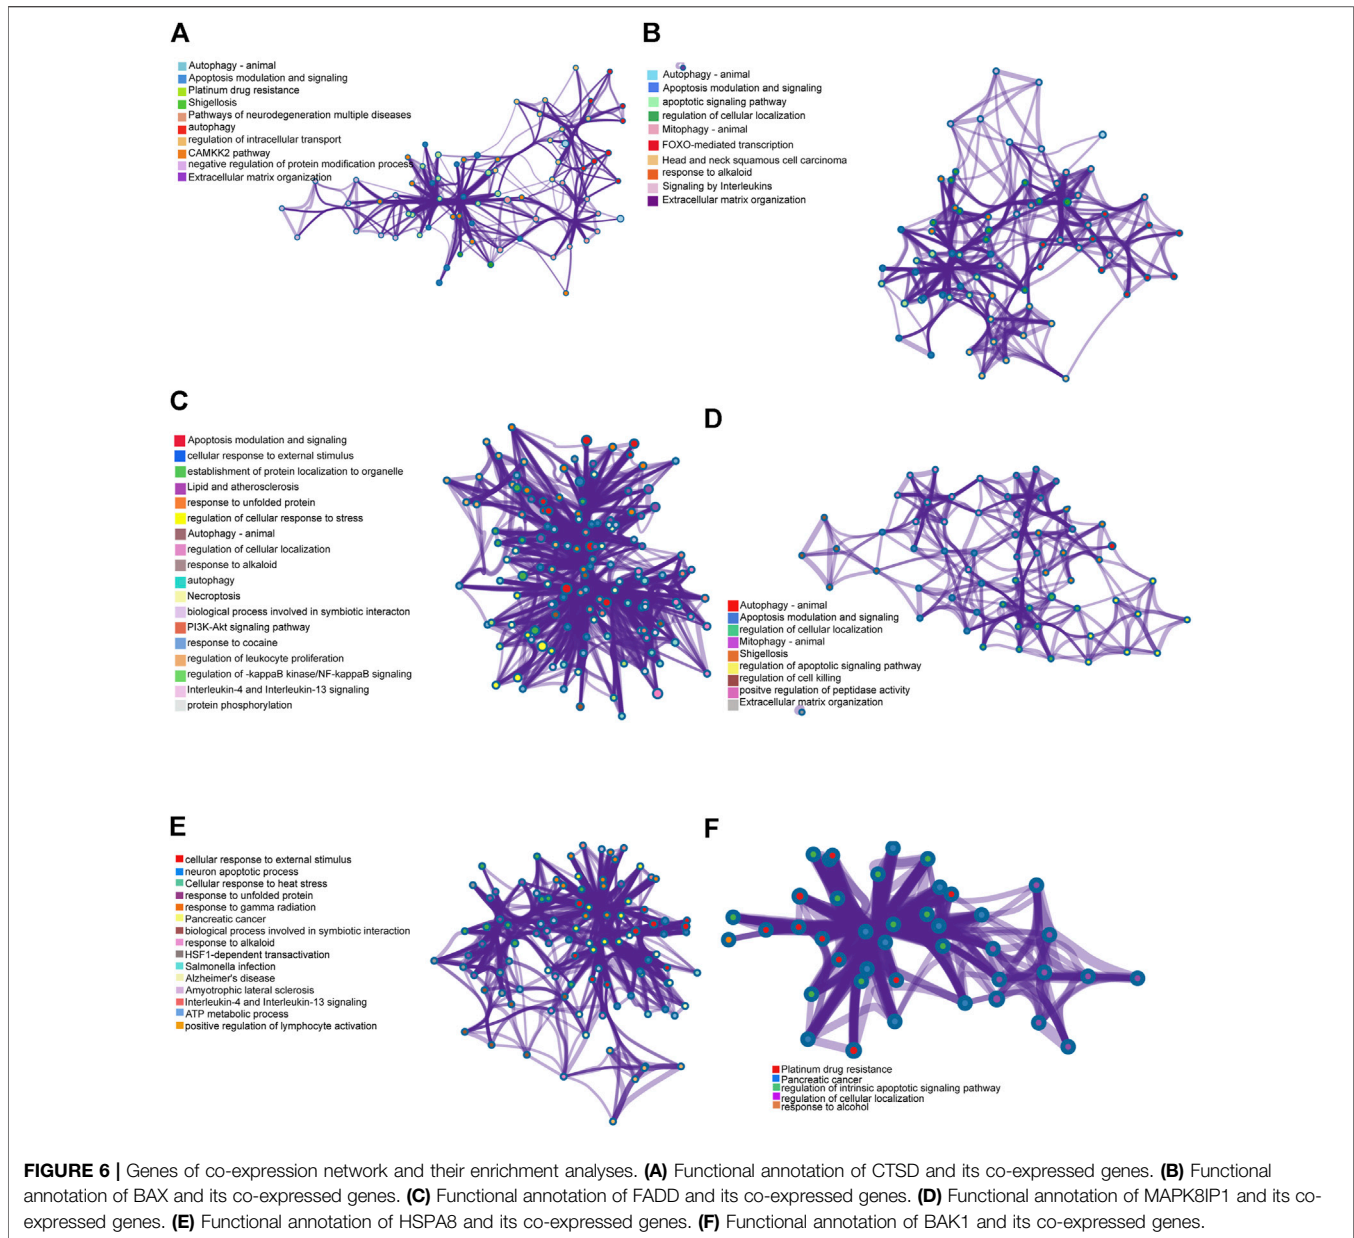 A
Autophagy - animal
Apoptosis modulation and signaling
Platinum drug resistance
Shigellosis
Pathways of neurodegeneration multiple diseases
autophagy
regulation of intracellular transport
CAMKK2 pathway
negative regulation of protein modification process
Extracellular matrix organization
B
Autophagy - animal
Apoptosis modulation and signaling
apoptotic signaling pathway
regulation of cellular localization
Mitophagy - animal
FOXO-mediated transcription
Head and neck squamous cell carcinoma
response to alkaloid
Signaling by Interleukins
Extracellular matrix organization
C
Apoptosis modulation and signaling
cellular response to external stimulus
establishment of protein localization to organelle
Lipid and atherosclerosis
response to unfolded protein
regulation of cellular response to stress
Autophagy - animal
regulation of cellular localization
response to alkaloid
autophagy
Necroptosis
biological process involved in symbiotic interacton
PI3K-Akt signaling pathway
response to cocaine
regulation of leukocyte proliferation
regulation of -kappaB kinase/NF-kappaB signaling
Interleukin-4 and Interleukin-13 signaling
protein phosphorylation
D
Autophagy - animal
Apoptosis modulation and signaling
regulation of cellular localization
Mitophagy - animal
Shigellosis
regulation of apoptolic signaling pathway
regulation of cell killing
positve regulation of peptidase activity
Extracellular matrix organization
E
cellular response to external stimulus
neuron apoptotic process
Cellular response to heat stress
response to unfolded protein
response to gamma radiation
Pancreatic cancer
biological process involved in symbiotic interaction
response to alkaloid
HSF1-dependent transactivation
Salmonella infection
Alzheimer's disease
Amyotrophic lateral sclerosis
Interleukin-4 and Interleukin-13 signaling
ATP metabolic process
positive regulation of lymphocyte activation
F
Platinum drug resistance
Pancreatic cancer
regulation of intrinsic apoptotic signaling pathway
regulation of cellular localization
response to alcohol
FIGURE 6 | Genes of co-expression network and their enrichment analyses. (A) Functional annotation of CTSD and its co-expressed genes. (B) Functional
annotation of BAX and its co-expressed genes. (C) Functional annotation of FADD and its co-expressed genes. (D) Functional annotation of MAPK8IP1 and its co-
expressed genes. (E) Functional annotation of HSPA8 and its co-expressed genes. (F) Functional annotation of BAK1 and its co-expressed genes.